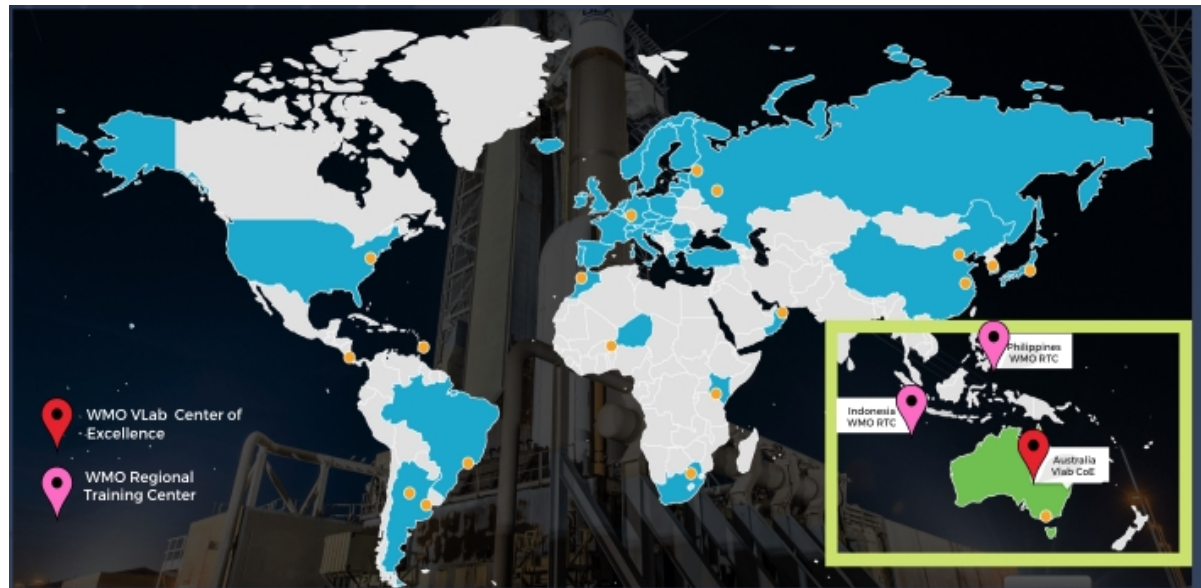 Philippines
WMO RTC
Indonesia
WMO RTC
WMO VLab Center of
Excellence
Australia
Vlab CoE
WMO Regional
Training Center